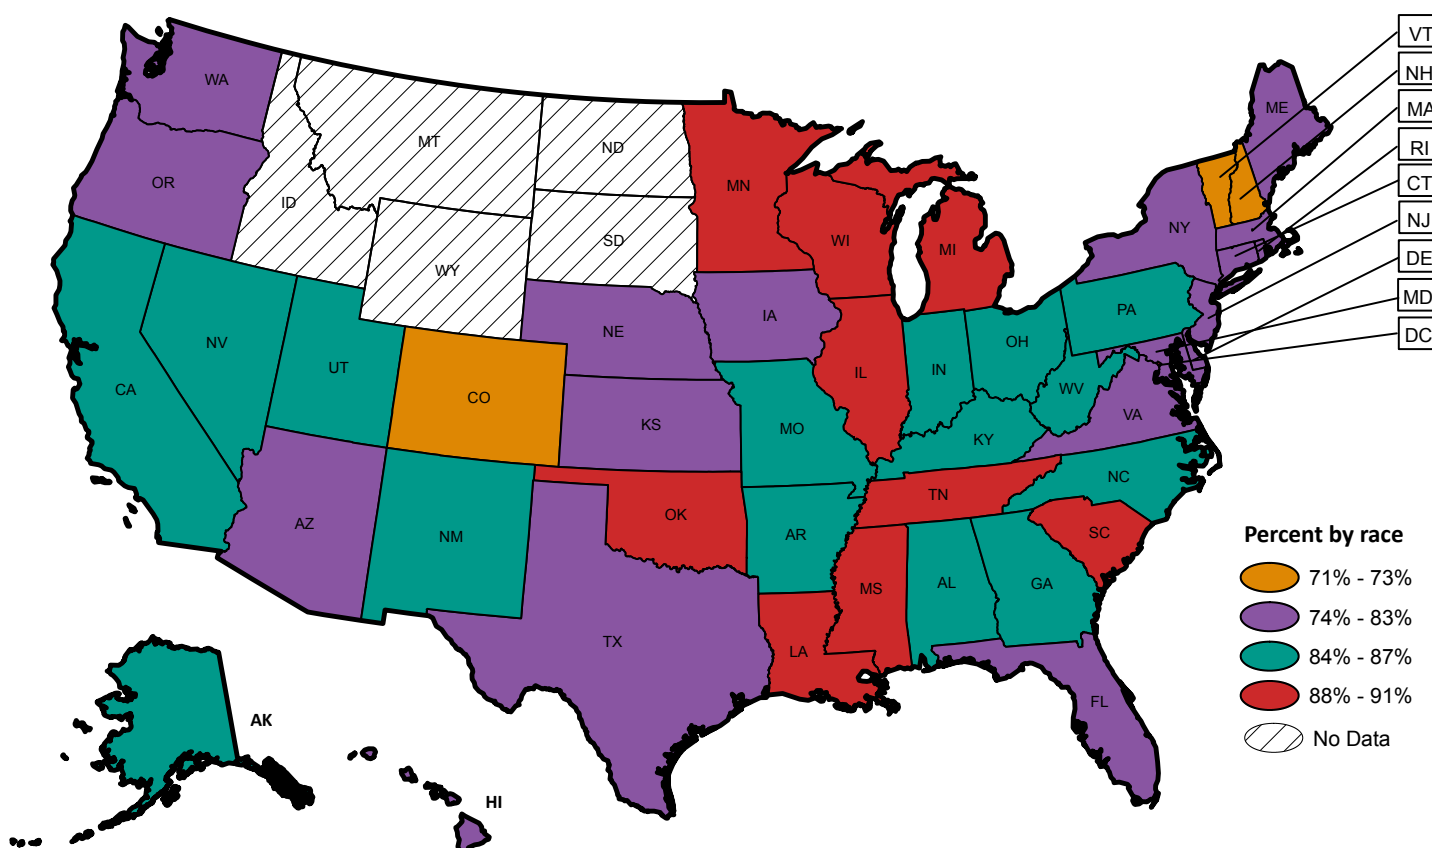 VT
NH
MA
RI
CT
NJ
DE
MD
DC
WA
ME
MT
ND
OR
MN
ID
NY
SD
WI
MI
WY
PA
IA
NE
OH
NV
UT
IN
IL
CA
CO
WV
VA
KS
MO
KY
NC
TN
OK
AZ
NM
AR
SC
AL
GA
MS
TX
LA
FL
AK
HI
Percent by race
71% - 73%
74% - 83%
84% - 87%
88% - 91%
No Data